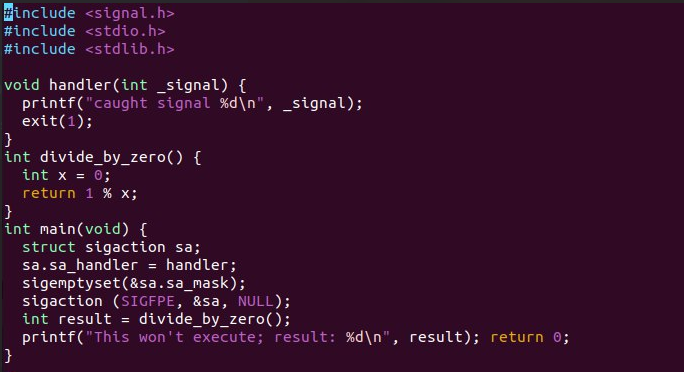 #include <signal.h>
#include <stdio.h>
#include <stdlib.h>
void handler(int _signal) {
  printf("caught signal %d\n", _signal);
  exit(1);
}
int divide_by_zero() {
  int x = 0;
  return 1 % x;
}
int main(void) {
  struct sigaction sa;
  sa.sa_handler = handler;
  sigemptyset(&sa.sa_mask);
  sigaction (SIGFPE, &sa, NULL);
  int result = divide_by_zero();
  printf("This won't execute; result: %d\n", result); return 0;
}